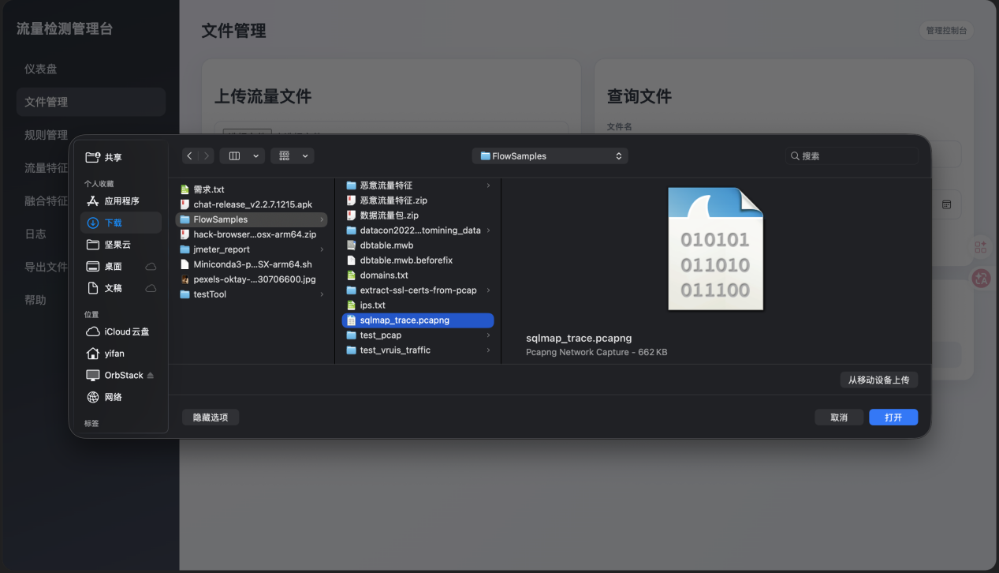 流量检测管理台
仪表盘
文件管理
规则管理
流量特征
融合特征
日志
导出文件
帮助
文件管理
管理控制台
上传流量文件
查询文件
文件名
共享
个人收藏
应用程序
下载
坚果云
桌面
文稿
位置
iCloud云盘
yifan
OrbStack
网络
标签
FlowSamples
搜索
需求.txt
chat-release_v2.2.7.1215.apk
FlowSamples
hack-browser...osx-arm64.zip
jmeter_report
Miniconda3-p...SX-arm64.sh
pexels-oktay-...30706600.jpg
testTool
恶意流量特征
恶意流量特征.zip
数据流量包.zip
datacon2022...tomining_data
dbtable.mwb
dbtable.mwb.beforefix
domains.txt
extract-ssl-certs-from-pcap
ips.txt
sqlmap_trace.pcapng
test_pcap
test_vruis_traffic
010101
011010
011100
sqlmap_trace.pcapng
Pcapng Network Capture - 662 KB
从移动设备上传
隐藏选项
取消
打开